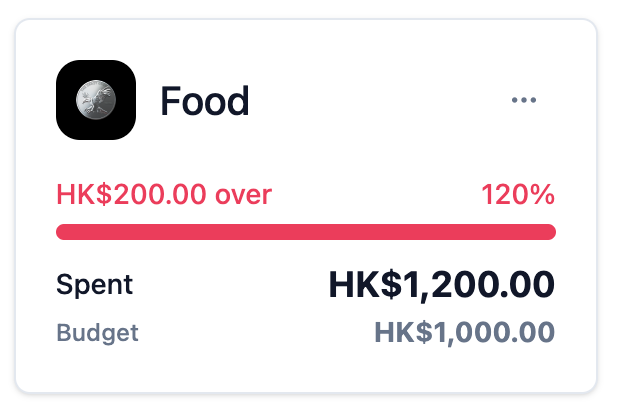 Food
HK$200.00 over 120%
Spent HK$1,200.00
Budget HK$1,000.00